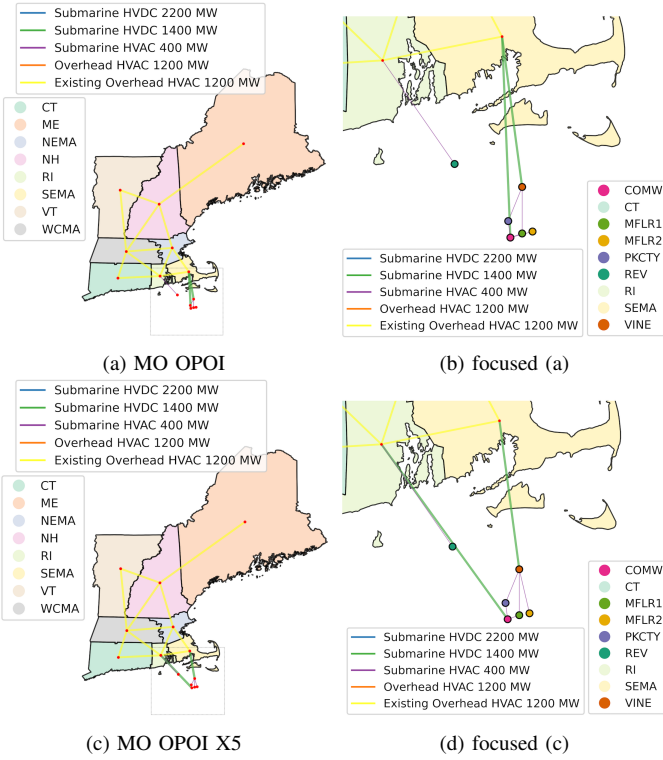 Submarine HVDC 2200 MW
Submarine HVDC 1400 MW
Submarine HVAC 400 MW
Overhead HVAC 1200 MW
Existing Overhead HVAC 1200 MW
CT
ME
NEMA
NH
RI
SEMA
VT
WCMA
(a) MO OPOI
COMW
CT
MFLR1
MFLR2
PKCTY
REV
RI
SEMA
VINE
Submarine HVDC 2200 MW
Submarine HVDC 1400 MW
Submarine HVAC 400 MW
Overhead HVAC 1200 MW
Existing Overhead HVAC 1200 MW
(b) focused (a)
Submarine HVDC 2200 MW
Submarine HVDC 1400 MW
Submarine HVAC 400 MW
Overhead HVAC 1200 MW
Existing Overhead HVAC 1200 MW
CT
ME
NEMA
NH
RI
SEMA
VT
WCMA
(c) MO OPOI X5
COMW
CT
MFLR1
MFLR2
PKCTY
REV
RI
SEMA
VINE
Submarine HVDC 2200 MW
Submarine HVDC 1400 MW
Submarine HVAC 400 MW
Overhead HVAC 1200 MW
Existing Overhead HVAC 1200 MW
(d) focused (c)